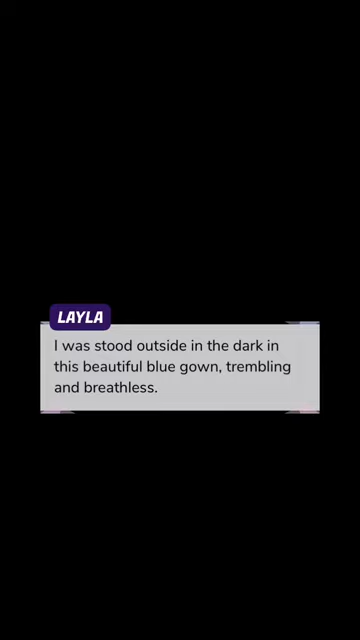 LAYLA
I was stood outside in the dark in
this beautiful blue gown, trembling
and breathless.